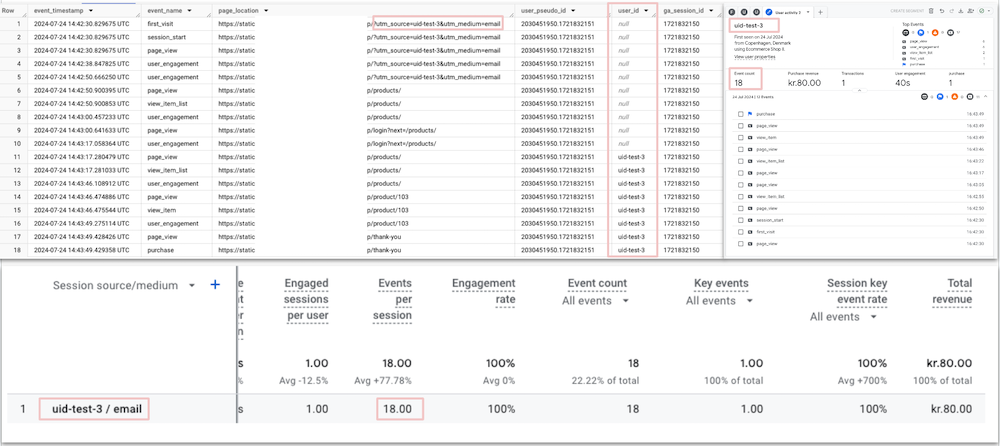 Row event_timestamp event_name page_location user_pseudo_id user_id ga_session_id
1 2024-07-24 14:42:30.829675 UTC first_visit https://static p/?utm_source=uid-test-3&utm_medium=email 2030451950.1721832151 null 1721832150
2 2024-07-24 14:42:30.829675 UTC session_start https://static p/?utm_source=uid-test-3&utm_medium=email 2030451950.1721832151 null 1721832150
3 2024-07-24 14:42:30.829675 UTC page_view https://static p/?utm_source=uid-test-3&utm_medium=email 2030451950.1721832151 null 1721832150
4 2024-07-24 14:42:38.847825 UTC user_engagement https://static p/?utm_source=uid-test-3&utm_medium=email 2030451950.1721832151 null 1721832150
5 2024-07-24 14:42:50.666250 UTC user_engagement https://static p/?utm_source=uid-test-3&utm_medium=email 2030451950.1721832151 null 1721832150
6 2024-07-24 14:42:50.900395 UTC page_view https://static p/products/ 2030451950.1721832151 null 1721832150
7 2024-07-24 14:42:50.900853 UTC view_item_list https://static p/products/ 2030451950.1721832151 null 1721832150
8 2024-07-24 14:43:00.457233 UTC user_engagement https://static p/products/ 2030451950.1721832151 null 1721832150
9 2024-07-24 14:43:00.641633 UTC page_view https://static p/login?next=/products/ 2030451950.1721832151 null 1721832150
10 2024-07-24 14:43:17.058364 UTC user_engagement https://static p/login?next=/products/ 2030451950.1721832151 null 1721832150
11 2024-07-24 14:43:17.280479 UTC page_view https://static p/products/ 2030451950.1721832151 uid-test-3 1721832150
12 2024-07-24 14:43:17.281033 UTC view_item_list https://static p/products/ 2030451950.1721832151 uid-test-3 1721832150
13 2024-07-24 14:43:46.108912 UTC user_engagement https://static p/products/ 2030451950.1721832151 uid-test-3 1721832150
14 2024-07-24 14:43:46.474886 UTC page_view https://static p/product/103 2030451950.1721832151 uid-test-3 1721832150
15 2024-07-24 14:43:46.475544 UTC view_item https://static p/product/103 2030451950.1721832151 uid-test-3 1721832150
16 2024-07-24 14:43:49.275114 UTC user_engagement https://static p/product/103 2030451950.1721832151 uid-test-3 1721832150
17 2024-07-24 14:43:49.428426 UTC page_view https://static p/thank-you 2030451950.1721832151 uid-test-3 1721832150
18 2024-07-24 14:43:49.429358 UTC purchase https://static p/thank-you 2030451950.1721832151 uid-test-3 1721832150
User activity 2
CREATE SEGMENT
uid-test-3
First seen on 24 Jul 2024
from Copenhagen, Denmark
using Ecommerce Shop II.
View user properties
Top Events
page_view
user_engagement
view_item_list
first_visit
purchase
Event count Purchase revenue Transactions User engagement purchase
18 kr.80.00 1 40s 1
24 Jul 2024 | 13 Events
purchase 14:43:49
page_view 14:43:49
view_item 14:43:49
page_view 14:43:46
view_item_list 14:43:22
page_view 14:43:17
page_view 14:43:03
view_item_list 14:42:53
page_view 14:42:50
session_start 14:42:30
first_visit 14:42:30
page_view 14:42:30
Session source/medium
Engaged sessions per user
Events per session
Engagement rate
Event count
All events
Key events
All events
Session key event rate
All events
Total revenue
1.00 18.00 100% 18 1.00 100% kr.80.00
Avg -12.5% Avg +77.78% Avg 0% 22.22% of total 100% of total Avg +700% 100% of total
1 uid-test-3 / email 1.00 18.00 100% 18 1.00 100% kr.80.00